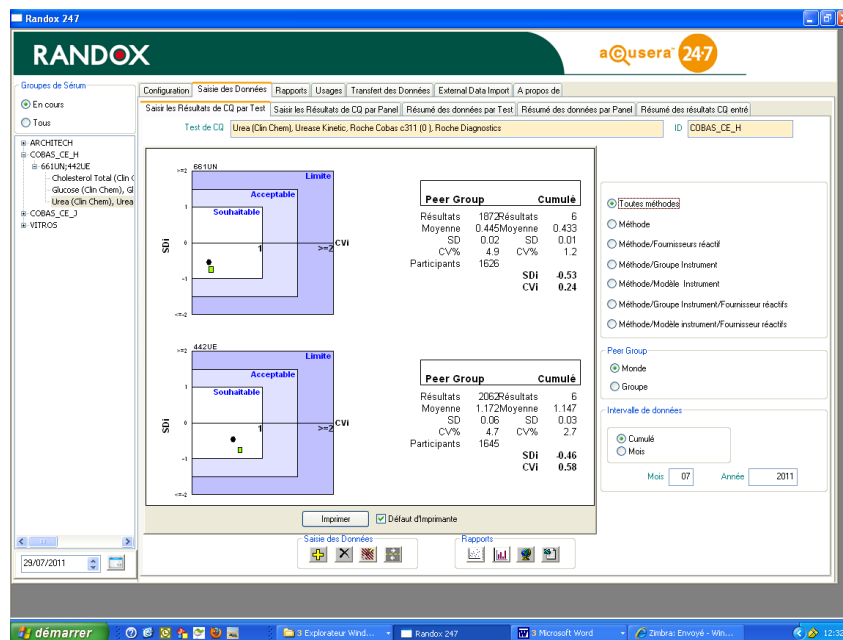 Randox 247
RANDOX
acusera 24·7
Groupes de Sérum
En cours
Tous
ARCHITECH
COBAS_CE_H
661UN;442UE
Cholesterol Total (Clin
Glucose (Clin Chem), Gl
Urea (Clin Chem), Urea
COBAS_CE_J
VITROS
29/07/2011
Configuration Saisie des Données Rapports Usages Transfert des Données External Data Import A propos de
Saisir les Résultats de CQ par Test Saisir les Résultats de CQ par Panel Résumé des données par Test Résumé des données par Panel Résumé des résultats CQ entré
Test de CQ Urea (Clin Chem), Urease Kinetic, Roche Cobas c311 (0 ), Roche Diagnostics ID COBAS_CE_H
661UN
>=2
Limite
Acceptable
Souhaitable
1
SDi
0
1 >=2 CVi
-1
<=-2
Peer Group Cumulé
Résultats 1872 Résultats 6
Moyenne 0.445 Moyenne 0.433
SD 0.02 SD 0.01
CV% 4.9 CV% 1.2
Participants 1626
SDi -0.53
CVi 0.24
442UE
>=2
Limite
Acceptable
Souhaitable
1
SDi
0
1 >=2 CVi
-1
<=-2
Peer Group Cumulé
Résultats 2062 Résultats 6
Moyenne 1.172 Moyenne 1.147
SD 0.06 SD 0.03
CV% 4.7 CV% 2.7
Participants 1645
SDi -0.46
CVi 0.58
Imprimer Défaut d'Imprimante
Saisie des Données
Rapports
Toutes méthodes
Méthode
Méthode/Fournisseurs réactif
Méthode/Groupe Instrument
Méthode/Modèle Instrument
Méthode/Groupe Instrument/Fournisseur réactifs
Méthode/Modèle instrument/Fournisseur réactifs
Peer Group
Monde
Groupe
Intervalle de données
Cumulé
Mois
Mois 07 Année 2011
démarrer 3 Explorateur Wind... Randox 247 3 Microsoft Word Zimbra: Envoyé - Win... 12:32